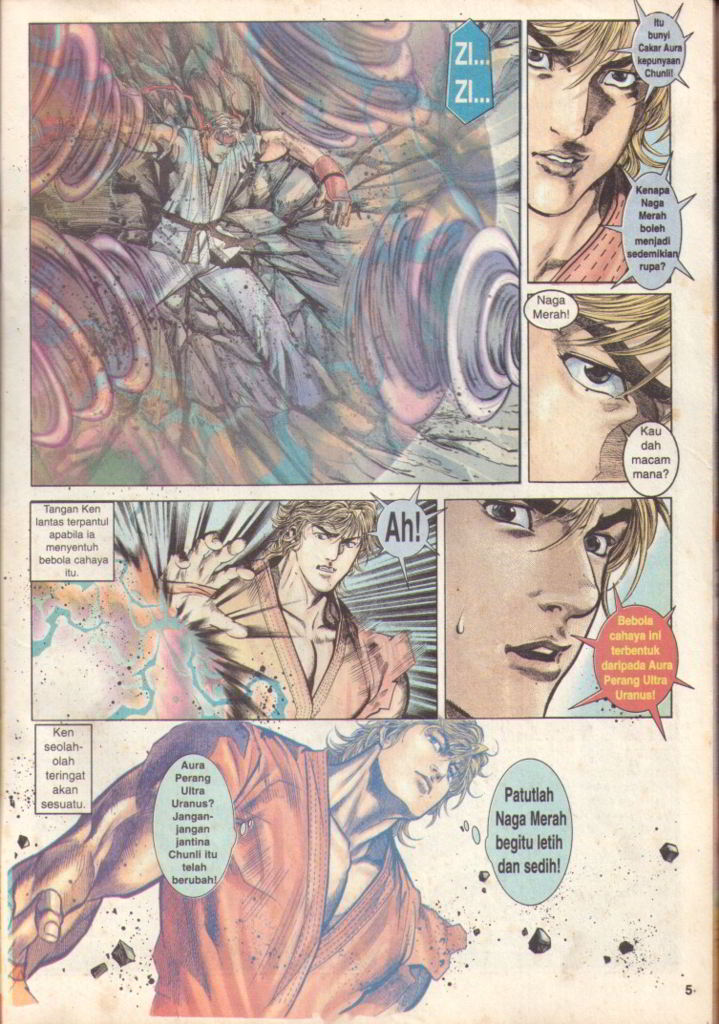 ZI...
ZI...
Itu
bunyi
Cakar Aura
kepunyaan
Chunli!
Kenapa
Naga
Merah
boleh
menjadi
sedemikian
rupa?
Naga
Merah!
Kau
dah
macam
mana?
Tangan Ken
lantas terpantul
apabila ia
menyentuh
bebola cahaya
itu.
Ah!
Bebola
cahaya ini
terbentuk
daripada Aura
Perang Ultra
Uranus!
Ken
seolah-
olah
teringat
akan
sesuatu.
Aura
Perang
Ultra
Uranus?
Jangan-
jangan
jantina
Chunli itu
telah
berubah!
Patutlah
Naga Merah
begitu letih
dan sedih!
5